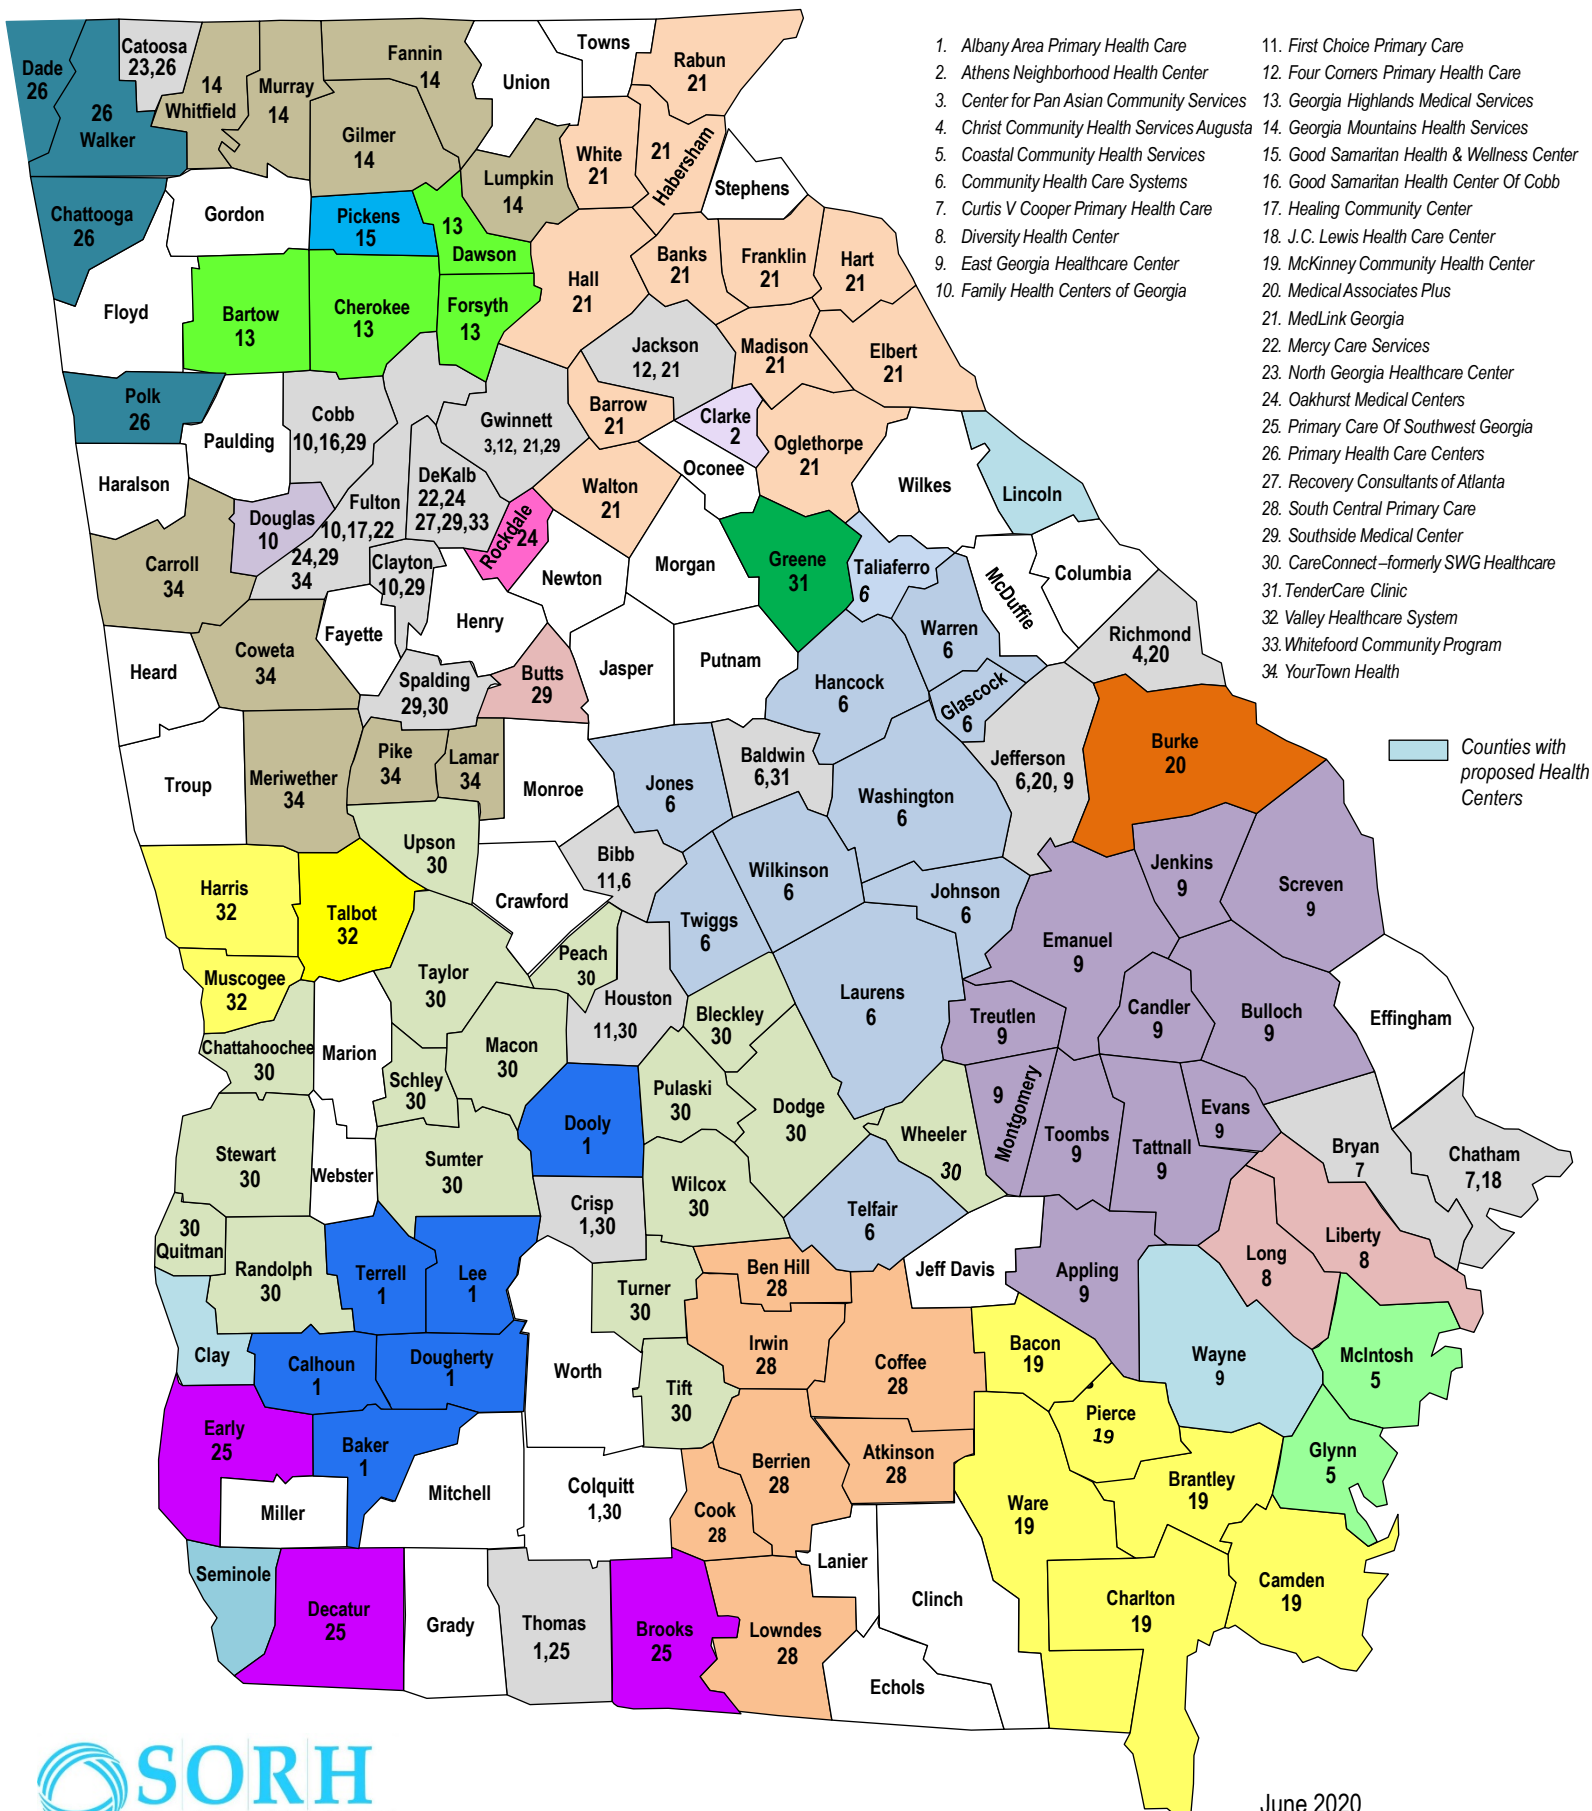 1. Albany Area Primary Health Care
2. Athens Neighborhood Health Center
3. Center for Pan Asian Community Services
4. Christ Community Health Services Augusta
5. Coastal Community Health Services
6. Community Health Care Systems
7. Curtis V Cooper Primary Health Care
8. Diversity Health Center
9. East Georgia Healthcare Center
10. Family Health Centers of Georgia
11. First Choice Primary Care
12. Four Corners Primary Health Care
13. Georgia Highlands Medical Services
14. Georgia Mountains Health Services
15. Good Samaritan Health & Wellness Center
16. Good Samaritan Health Center Of Cobb
17. Healing Community Center
18. J.C. Lewis Health Care Center
19. McKinney Community Health Center
20. Medical Associates Plus
21. MedLink Georgia
22. Mercy Care Services
23. North Georgia Healthcare Center
24. Oakhurst Medical Centers
25. Primary Care Of Southwest Georgia
26. Primary Health Care Centers
27. Recovery Consultants of Atlanta
28. South Central Primary Care
29. Southside Medical Center
30. CareConnect–formerly SWG Healthcare
31. TenderCare Clinic
32. Valley Healthcare System
33. Whitefoord Community Program
34. YourTown Health
Counties with
proposed Health
Centers
Dade
26
26
Walker
Catoosa
23,26
14
Whitfield
Murray
14
Fannin
14
Gilmer
14
Union
Towns
Rabun
21
White
21
21
Habersham
Stephens
Lumpkin
14
Chattooga
26
Gordon
Pickens
15
13
Dawson
Hall
21
Banks
21
Franklin
21
Hart
21
Floyd
Bartow
13
Cherokee
13
Forsyth
13
Jackson
12, 21
Madison
21
Elbert
21
Polk
26
Paulding
Cobb
10,16,29
Gwinnett
3,12, 21,29
Barrow
21
Clarke
2
Oglethorpe
21
Oconee
Wilkes
Lincoln
Haralson
Douglas
10
Fulton
10,17,22
24,29
34
DeKalb
22,24
27,29,33
Rockdale
24
Walton
21
Carroll
34
Clayton
10,29
Newton
Morgan
Greene
31
Taliaferro
6
McDuffie
Columbia
Heard
Coweta
34
Fayette
Henry
Spalding
29,30
Butts
29
Jasper
Putnam
Hancock
6
Warren
6
Glascock
6
Richmond
4,20
Troup
Meriwether
34
Pike
34
Lamar
34
Monroe
Jones
6
Baldwin
6,31
Washington
6
Jefferson
6,20, 9
Burke
20
Harris
32
Talbot
32
Upson
30
Crawford
Bibb
11,6
Twiggs
6
Wilkinson
6
Johnson
6
Jenkins
9
Screven
9
Muscogee
32
Taylor
30
Peach
30
Houston
11,30
Bleckley
30
Laurens
6
Emanuel
9
Treutlen
9
Candler
9
Bulloch
9
Effingham
Chattahoochee
30
Marion
Schley
30
Macon
30
Dooly
1
Pulaski
30
Dodge
30
Wheeler
30
9
Montgomery
Toombs
9
Tattnall
9
Evans
9
Bryan
7
Chatham
7,18
Stewart
30
Webster
Sumter
30
Crisp
1,30
Wilcox
30
Telfair
6
Jeff Davis
Appling
9
Long
8
Liberty
8
30
Quitman
Randolph
30
Terrell
1
Lee
1
Turner
30
Ben Hill
28
Irwin
28
Coffee
28
Bacon
19
Wayne
9
McIntosh
5
Clay
Calhoun
1
Dougherty
1
Worth
Tift
30
Pierce
19
Early
25
Baker
1
Miller
Mitchell
Colquitt
1,30
Cook
28
Berrien
28
Atkinson
28
Ware
19
Brantley
19
Glynn
5
Seminole
Decatur
25
Grady
Thomas
1,25
Brooks
25
Lowndes
28
Lanier
Clinch
Echols
Charlton
19
Camden
19
SORH
June 2020